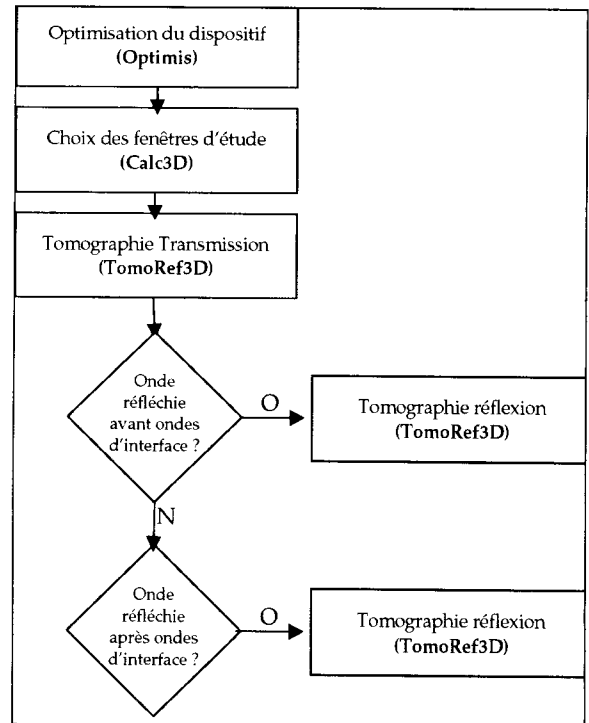 Optimisation du dispositif
(Optimis)
Choix des fenêtres d'étude
(Calc3D)
Tomographie Transmission
(TomoRef3D)
Onde
réfléchie
avant ondes
d'interface ?
O
Tomographie réflexion
(TomoRef3D)
N
Onde
réfléchie
après ondes
d'interface ?
O
Tomographie réflexion
(TomoRef3D)